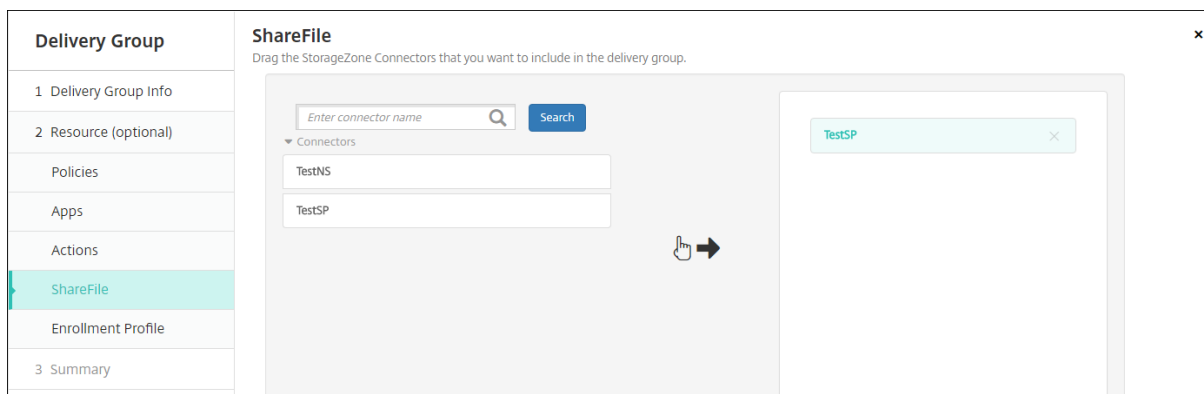 Delivery Group
1 Delivery Group Info
2 Resource (optional)
Policies
Apps
Actions
ShareFile
Enrollment Profile
3 Summary
ShareFile
Drag the StorageZone Connectors that you want to include in the delivery group.
Enter connector name
Search
Connectors
TestNS
TestSP
TestSP